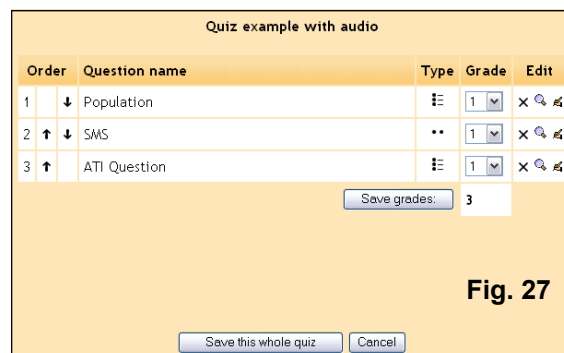 Quiz example with audio
Order Question name Type Grade Edit
1 ↓ Population 1
2 ↑ ↓ SMS 1
3 ↑ ATI Question 1
Save grades: 3
Fig. 27
Save this whole quiz Cancel